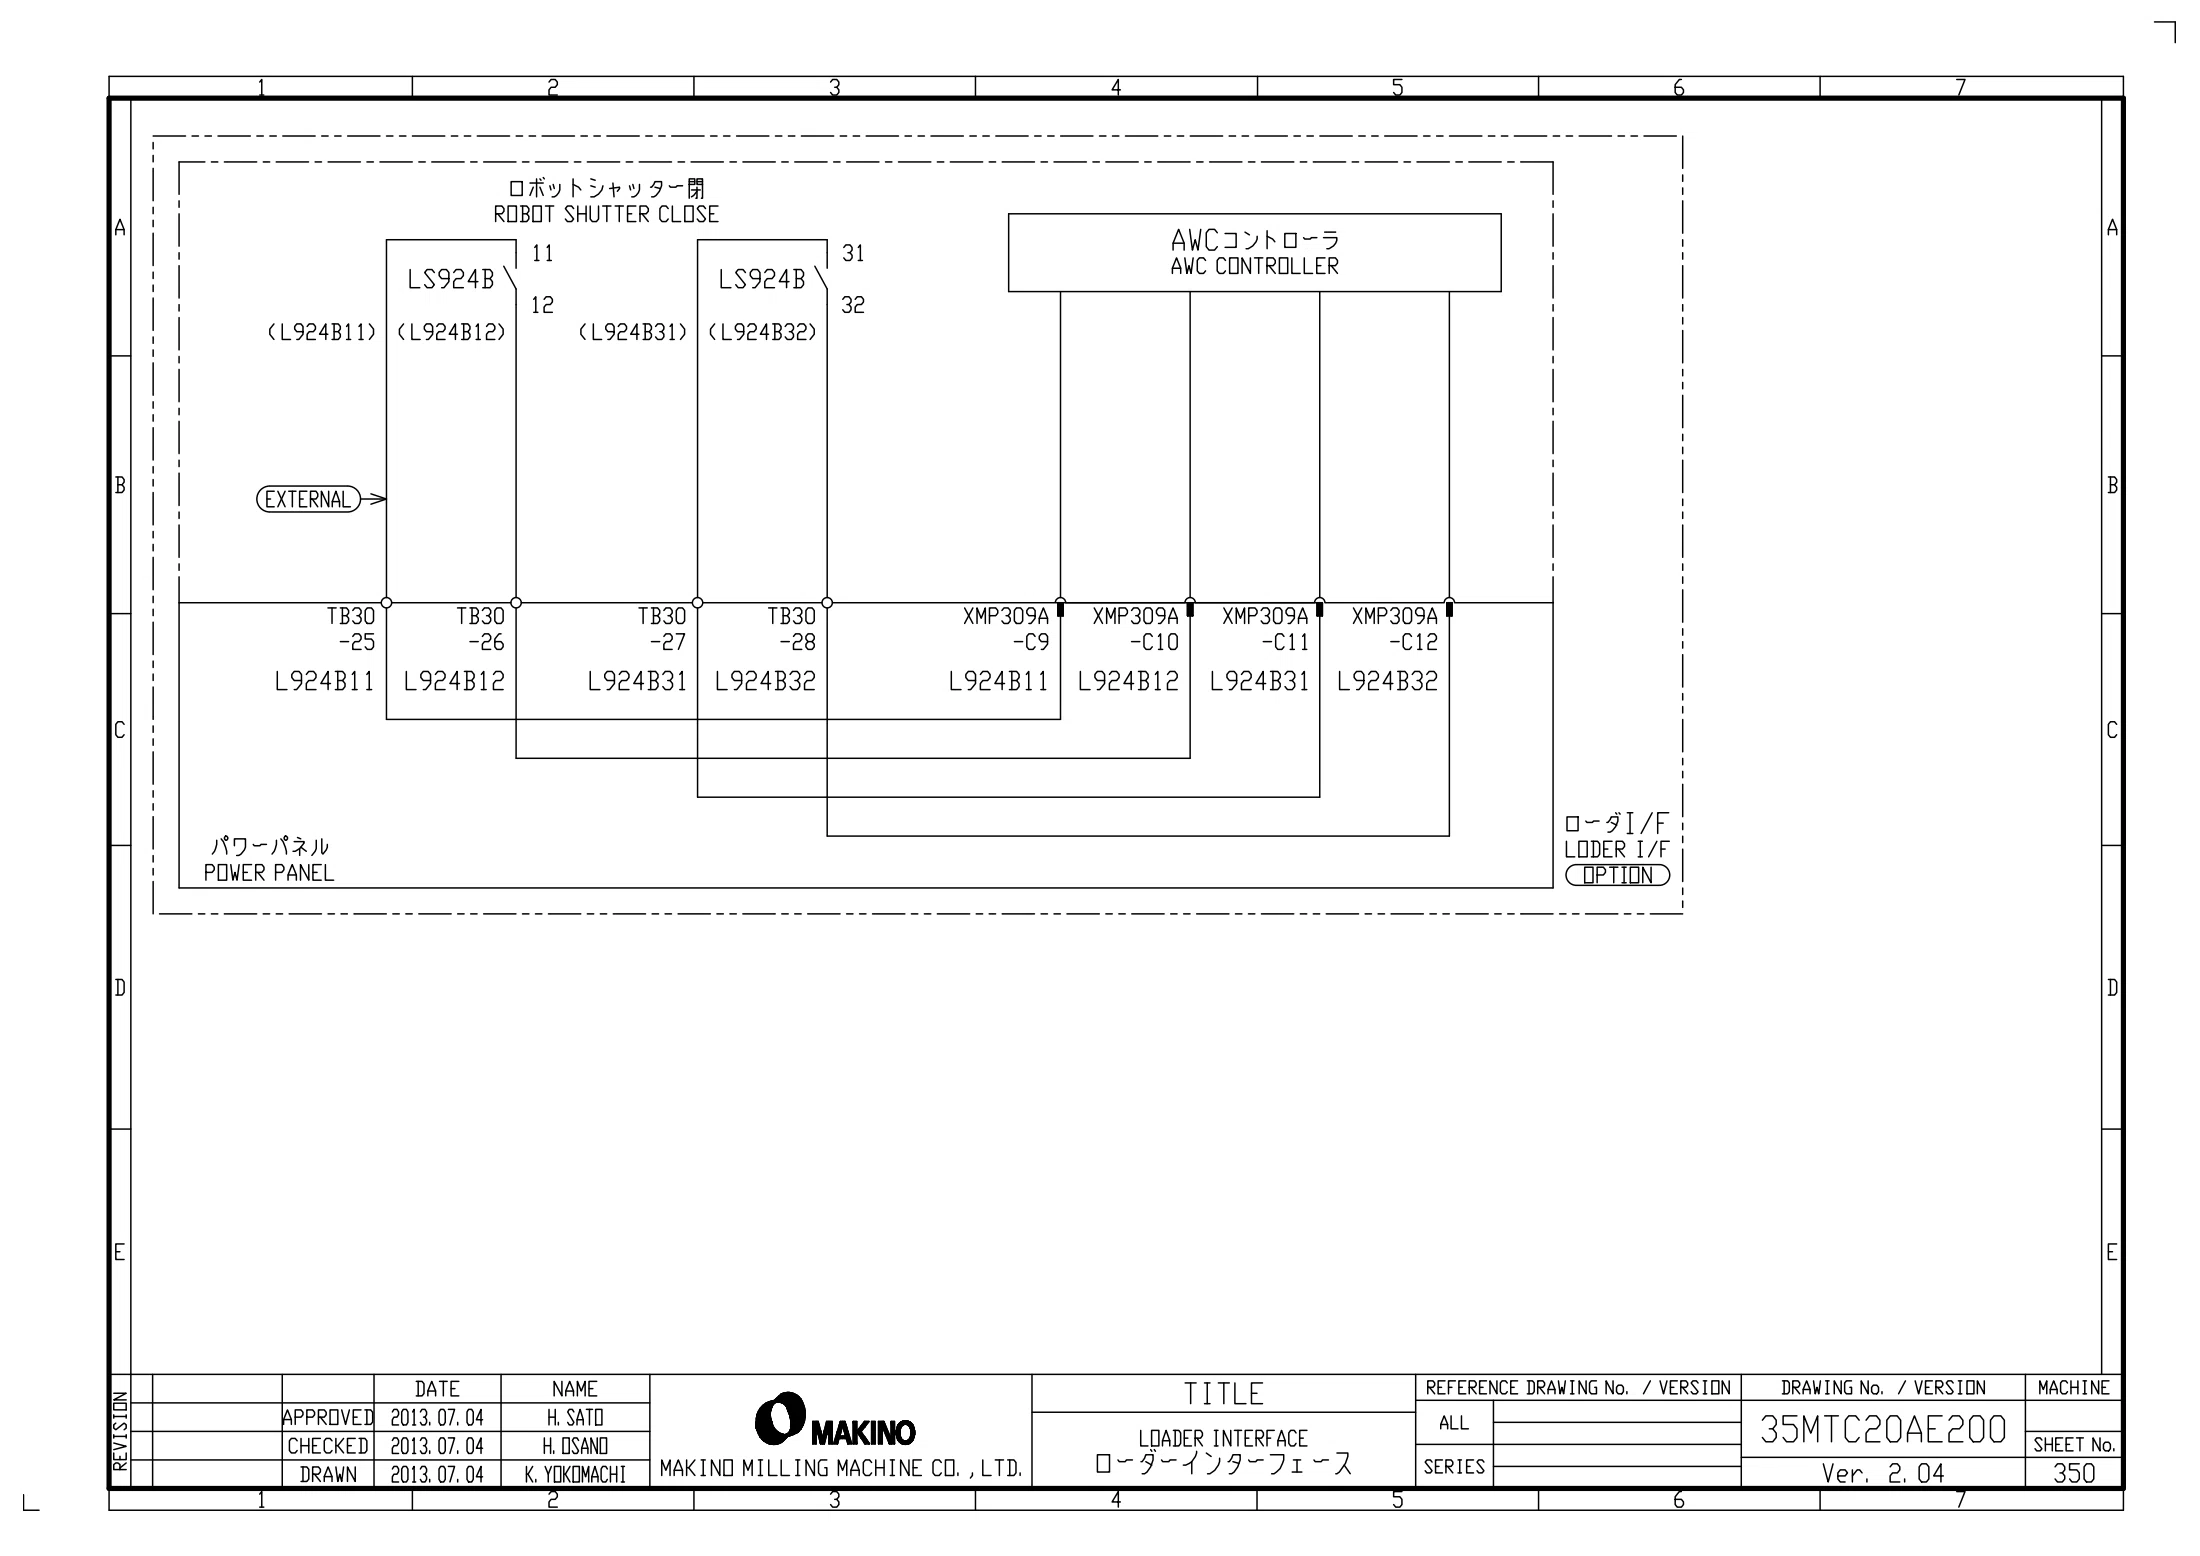 1 2 3 4 5 6 7
ロボットシャッター閉
ROBOT SHUTTER CLOSE
A A
11 31
AWCコントローラ
AWC CONTROLLER
LS924B LS924B
12 32
(L924B11) (L924B12) (L924B31) (L924B32)
B B
EXTERNAL
TB30 TB30 TB30 TB30 XMP309A XMP309A XMP309A XMP309A
-25 -26 -27 -28 -C9 -C10 -C11 -C12
L924B11 L924B12 L924B31 L924B32 L924B11 L924B12 L924B31 L924B32
C C
ローダI/F
パワーパネル
LODER I/F
POWER PANEL
OPTION
D D
E E
REVISION
DATE NAME
APPROVED 2013.07.04 H. SATO
CHECKED 2013.07.04 H. OSANO
DRAWN 2013.07.04 K. YOKOMACHI
MAKINO
MAKINO MILLING MACHINE CO.,LTD.
TITLE
LOADER INTERFACE
ローダーインターフェース
REFERENCE DRAWING No. / VERSION
ALL
SERIES
DRAWING No. / VERSION
35MTC20AE200
Ver. 2.04
MACHINE
SHEET No.
350
1 2 3 4 5 6 7